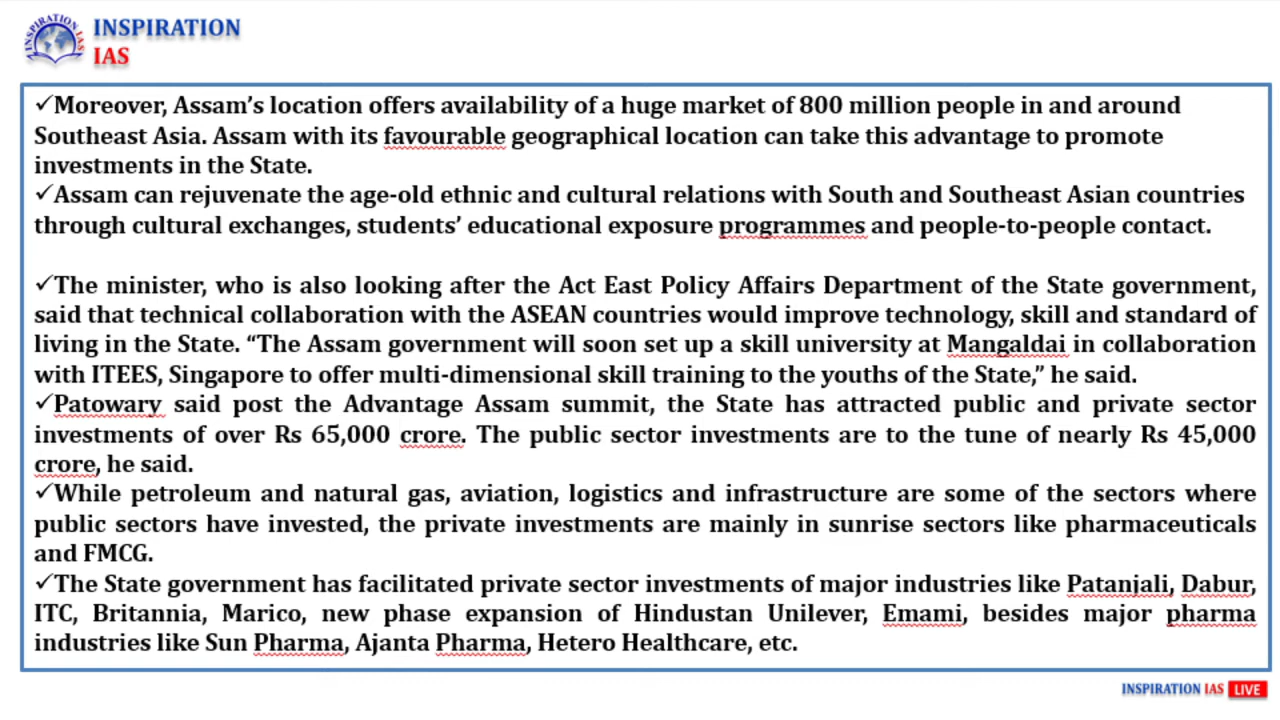 INSPIRATION IAS
INSPIRATION
IAS
✓Moreover, Assam's location offers availability of a huge market of 800 million people in and around
Southeast Asia. Assam with its favourable geographical location can take this advantage to promote
investments in the State.
✓Assam can rejuvenate the age-old ethnic and cultural relations with South and Southeast Asian countries
through cultural exchanges, students' educational exposure programmes and people-to-people contact.
✓The minister, who is also looking after the Act East Policy Affairs Department of the State government,
said that technical collaboration with the ASEAN countries would improve technology, skill and standard of
living in the State. “The Assam government will soon set up a skill university at Mangaldai in collaboration
with ITEES, Singapore to offer multi-dimensional skill training to the youths of the State,” he said.
✓Patowary said post the Advantage Assam summit, the State has attracted public and private sector
investments of over Rs 65,000 crore. The public sector investments are to the tune of nearly Rs 45,000
crore, he said.
✓While petroleum and natural gas, aviation, logistics and infrastructure are some of the sectors where
public sectors have invested, the private investments are mainly in sunrise sectors like pharmaceuticals
and FMCG.
✓The State government has facilitated private sector investments of major industries like Patanjali, Dabur,
ITC, Britannia, Marico, new phase expansion of Hindustan Unilever, Emami, besides major pharma
industries like Sun Pharma, Ajanta Pharma, Hetero Healthcare, etc.
INSPIRATION IAS LIVE